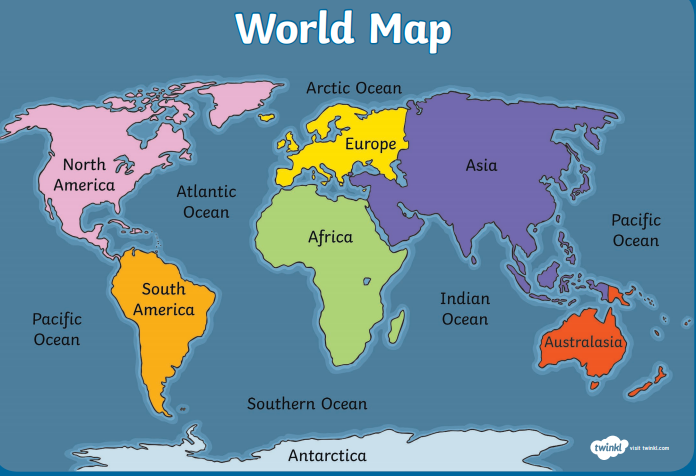 World Map
Arctic Ocean
Europe
North
America
Asia
Atlantic
Ocean
Pacific
Ocean
Africa
South
America
Indian
Ocean
Pacific
Ocean
Australasia
Southern Ocean
Antarctica
twinkl
visit twinkl.com